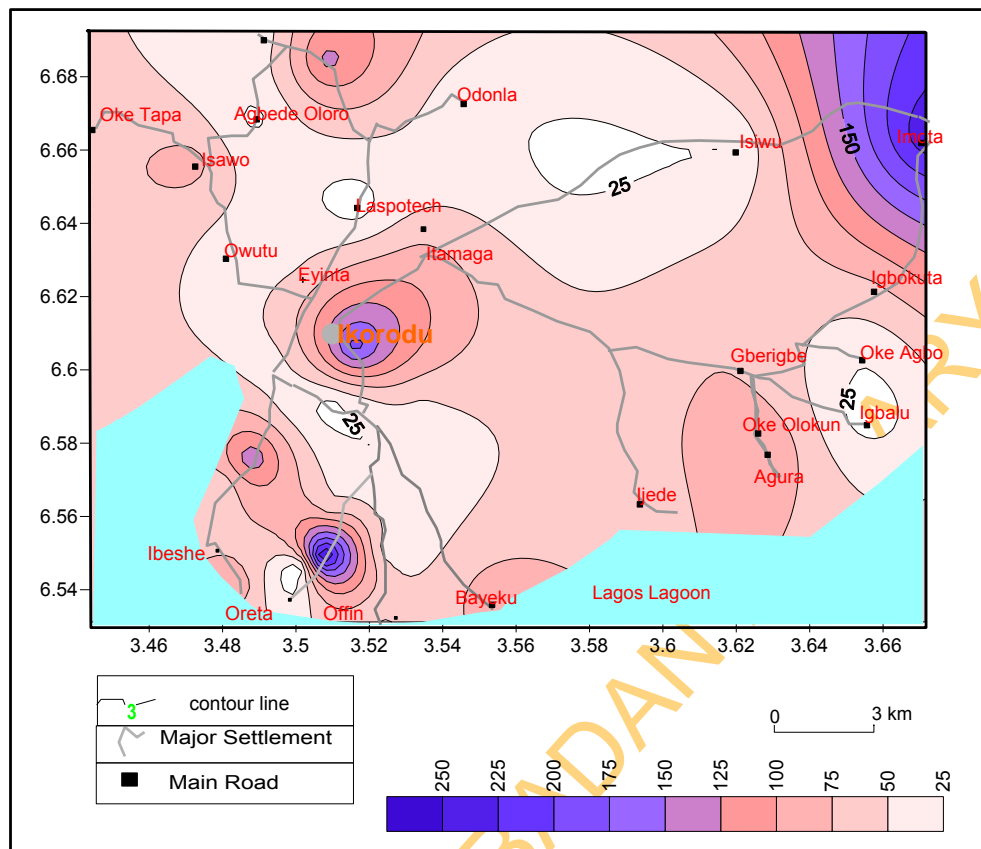 6.68
6.66
6.64
6.62
6.6
6.58
6.56
6.54
Oke Tapa
Agbede Oloro
Odonla
Isiwu
150
Imota
Isawo
25
Laspotech
Owutu
Itamaga
Eyinta
Igbokuta
Ikorodu
Gberigbe
Oke Agbo
25
25
Igbalu
Oke Olokun
Agura
Ijede
Ibeshe
Oreta
Offin
Bayeku
Lagos Lagoon
3.46 3.48 3.5 3.52 3.54 3.56 3.58 3.6 3.62 3.64 3.66
3 contour line
Major Settlement
Main Road
0 3 km
250 225 200 175 150 125 100 75 50 25
BADAN
ARY